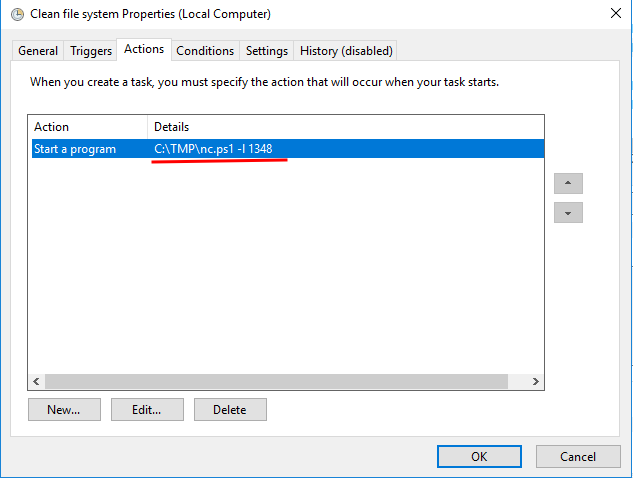 Clean file system Properties (Local Computer)
General Triggers Actions Conditions Settings History (disabled)
When you create a task, you must specify the action that will occur when your task starts.
Action Details
Start a program C:\TMP\nc.ps1 -l 1348
New... Edit... Delete
OK Cancel